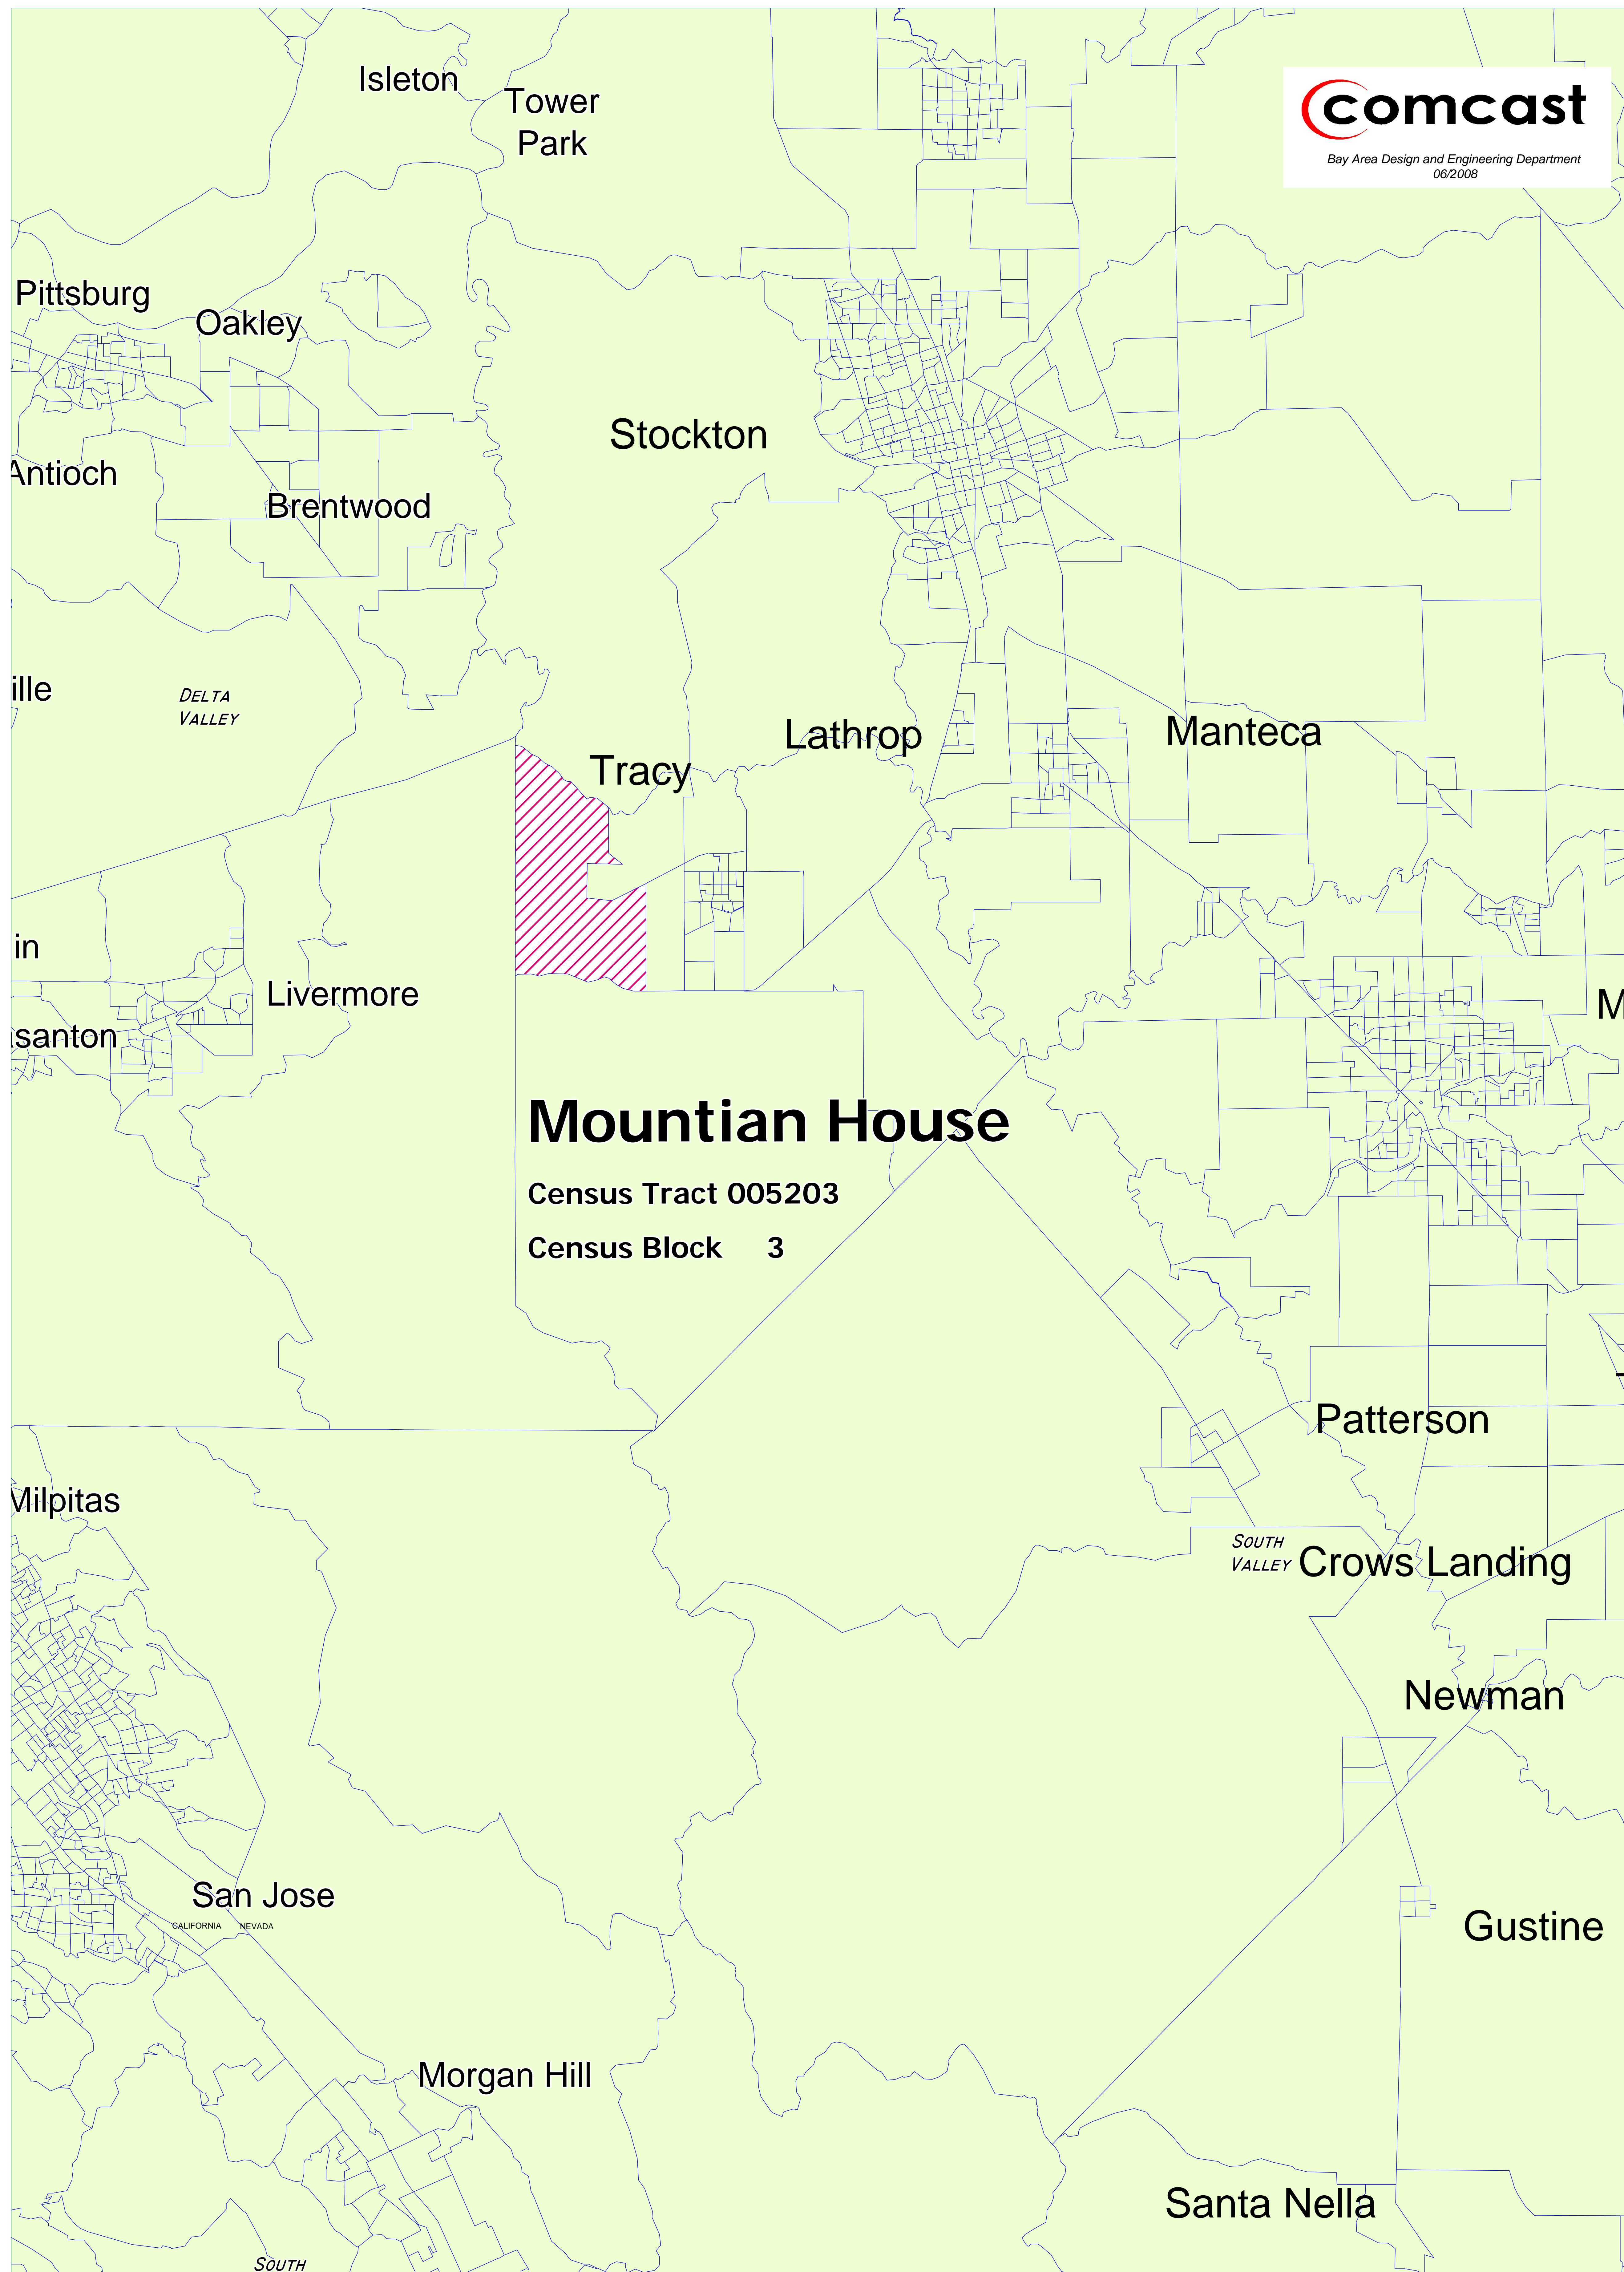 Isleton
Tower
Park
comcast
Bay Area Design and Engineering Department
06/2008
Pittsburg
Oakley
Stockton
Antioch
Brentwood
ille
DELTA
VALLEY
Lathrop
Manteca
Tracy
in
Livermore
santon
M
Mountian House
Census Tract 005203
Census Block 3
Patterson
Milpitas
SOUTH
VALLEY
Crows Landing
Newman
San Jose
CALIFORNIA NEVADA
Gustine
Morgan Hill
Santa Nella
SOUTH